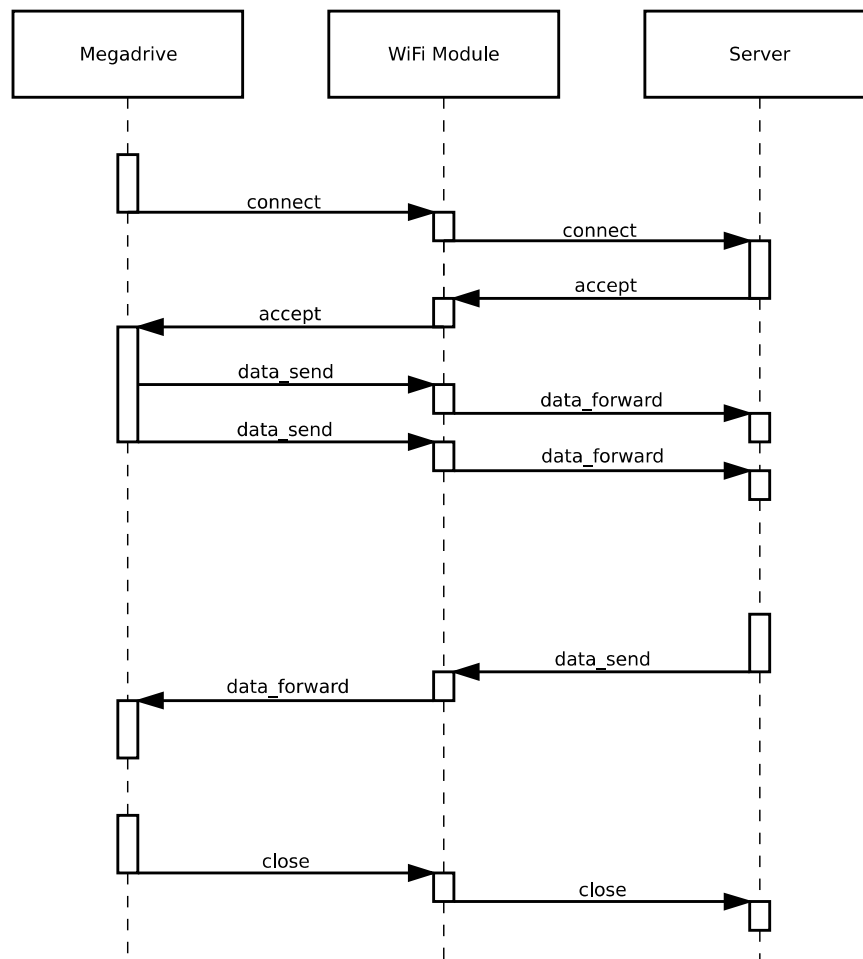 Megadrive
WiFi Module
Server
connect
connect
accept
accept
data_send
data_forward
data_send
data_forward
data_send
data_forward
close
close